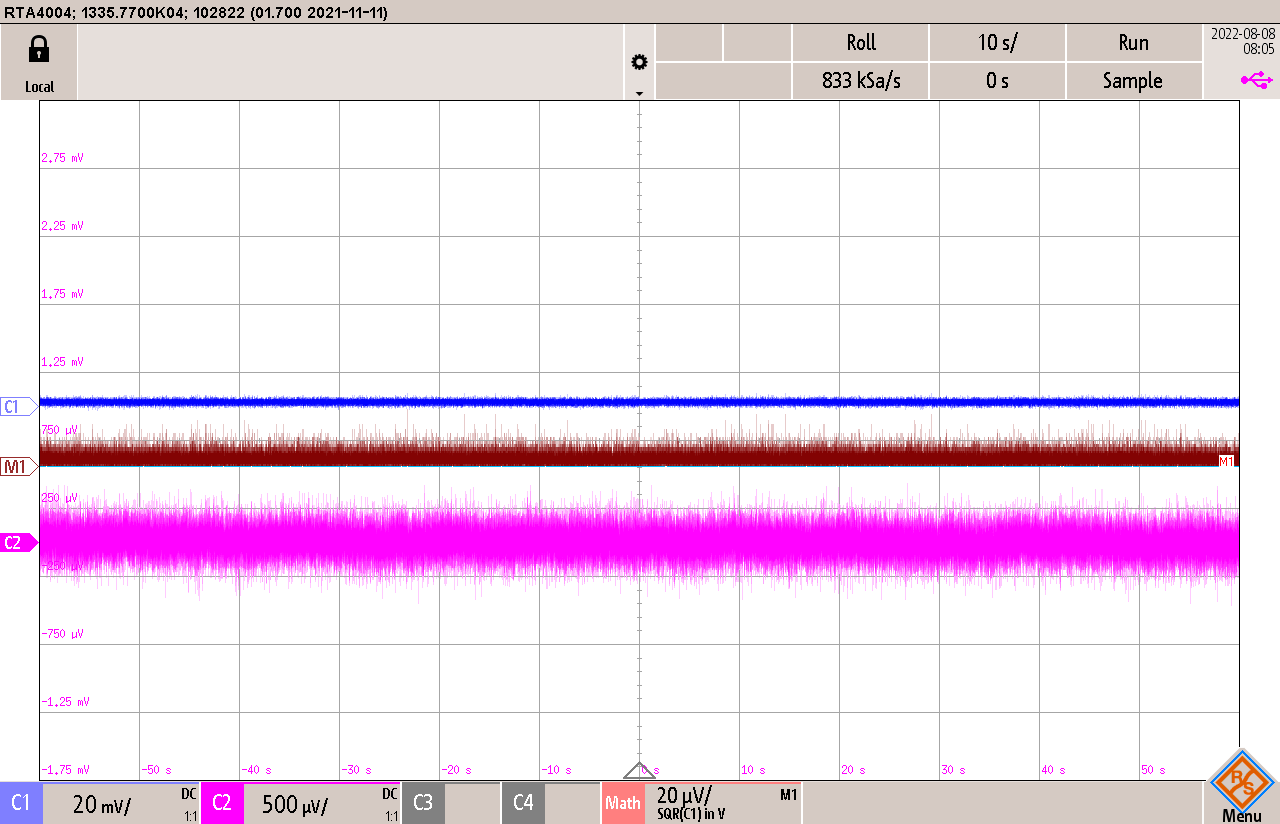 RTA4004; 1335.7700K04; 102822 (01.700 2021-11-11)
Local
Roll
10 s/
Run
2022-08-08
08:05
833 kSa/s
0 s
Sample
2.75 mV
2.25 mV
1.75 mV
1.25 mV
C1
750 µV
M1
M1
250 µV
C2
-250 µV
-750 µV
-1.25 mV
-1.75 mV
-50 s
-40 s
-30 s
-20 s
-10 s
0 s
10 s
20 s
30 s
40 s
50 s
C1
20 mV/
DC
1:1
C2
500 µV/
DC
1:1
C3
C4
Math
20 µV/
SQR(C1) in V
M1
R S
Menu